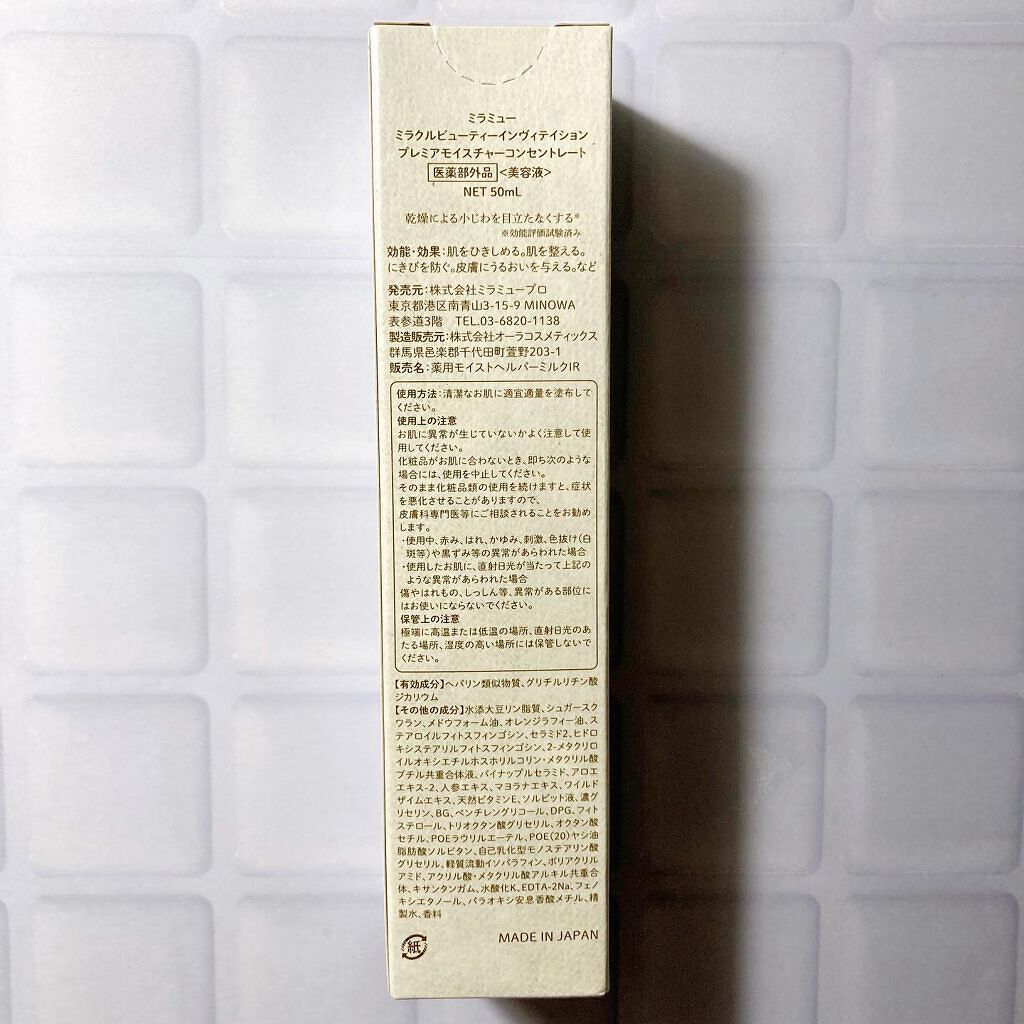 ミラミュー
ミラクルビューティーインヴィテイション
プレミアモイスチャーコンセントレート
医薬部外品 <美容液>
NET 50mL
乾燥による小じわを目立たなくする※
※効能評価試験済み
効能・効果:肌をひきしめる。肌を整える。
にきびを防ぐ。皮膚にうるおいを与える。など
発売元:株式会社ミラミュープロ
東京都港区南青山3-15-9 MINOWA
表参道3階 TEL.03-6820-1138
製造販売元:株式会社オーラコスメティックス
群馬県邑楽郡千代田町萱野203-1
販売名:薬用モイストヘルパーミルクIR
使用方法:清潔なお肌に適宜適量を塗布して
ください。
使用上の注意
お肌に異常が生じていないかよく注意して使
用してください。
化粧品がお肌に合わないとき、即ち次のような
場合には、使用を中止してください。
そのまま化粧品類の使用を続けますと、症状
を悪化させることがありますので、
皮膚科専門医等にご相談されることをお勧め
します。
・使用中、赤み、はれ、かゆみ、刺激、色抜け(白
斑等)や黒ずみ等の異常があらわれた場合
・使用したお肌に、直射日光が当たって上記の
ような異常があらわれた場合
傷やはれもの、しっしん等、異常がある部位に
はお使いにならないでください。
保管上の注意
極端に高温または低温の場所、直射日光のあ
たる場所、湿度の高い場所には保管しないで
ください。
【有効成分】ヘパリン類似物質、グリチルリチン酸
ジカリウム
【その他の成分】水添大豆リン脂質、シュガースク
ワラン、メドウフォーム油、オレンジラフィー油、ス
テアロイルフィトスフィンゴシン、セラミド2、ヒドロ
キシステアリルフィトスフィンゴシン、2-メタクリロ
イルオキシエチルホスホリルコリン・メタクリル酸
ブチル共重合体液、パイナップルセラミド、アロエ
エキス-2、人参エキス、マヨラナエキス、ワイルド
ザイムエキス、天然ビタミンE、ソルビット液、濃グ
リセリン、BG、ペンチレングリコール、DPG、フィト
ステロール、トリオクタン酸グリセリル、オクタン酸
セチル、POEラウリルエーテル、POE(20)ヤシ油
脂肪酸ソルビタン、自己乳化型モノステアリン酸
グリセリル、軽質流動イソパラフィン、ポリアクリル
アミド、アクリル酸・メタクリル酸アルキル共重合
体、キサンタンガム、水酸化K、EDTA-2Na、フェノ
キシエタノール、パラオキシ安息香酸メチル、精
製水、香料
紙
MADE IN JAPAN